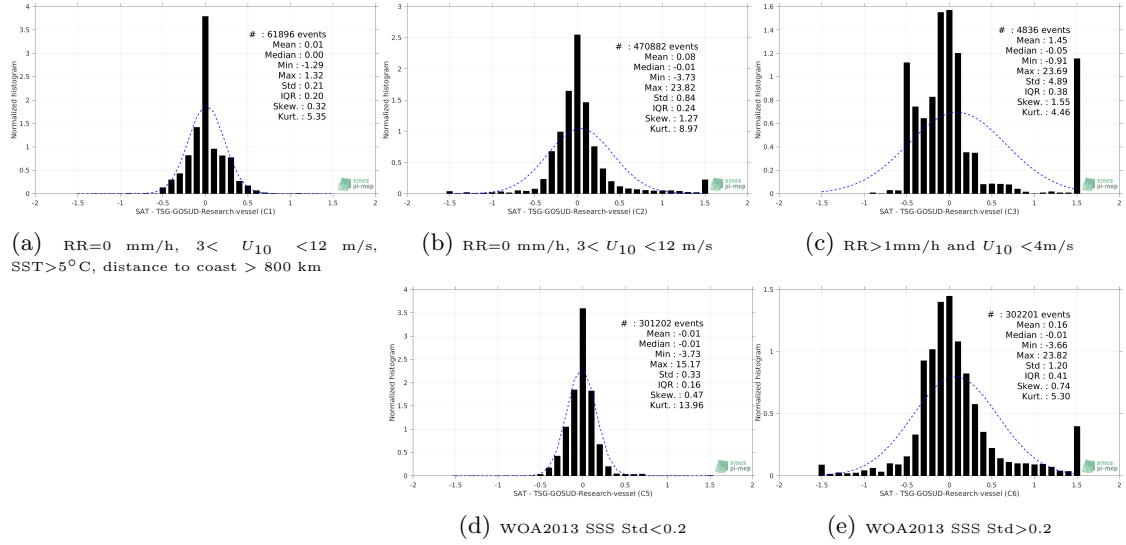 4
3.5
3
2.5
2
1.5
1
0.5
0
Normalized histogram
# : 61896 events
Mean : 0.01
Median : 0.00
Min : -1.29
Max : 1.32
Std : 0.21
IQR : 0.20
Skew. : 0.32
Kurt. : 5.35
smos
pi-mep
-2 -1.5 -1 -0.5 0 0.5 1 1.5 2
SAT - TSG-GOSUD-Research-vessel (C1)
(a) RR=0 mm/h, 3< U10 <12 m/s,
SST>5°C, distance to coast > 800 km
3
2.5
2
1.5
1
0.5
0
Normalized histogram
# : 470882 events
Mean : 0.08
Median : -0.01
Min : -3.73
Max : 23.82
Std : 0.84
IQR : 0.24
Skew. : 1.27
Kurt. : 8.97
smos
pi-mep
-2 -1.5 -1 -0.5 0 0.5 1 1.5 2
SAT - TSG-GOSUD-Research-vessel (C2)
(b) RR=0 mm/h, 3< U10 <12 m/s
1.6
1.4
1.2
1
0.8
0.6
0.4
0.2
0
Normalized histogram
# : 4836 events
Mean : 1.45
Median : -0.05
Min : -0.91
Max : 23.69
Std : 4.89
IQR : 0.38
Skew. : 1.55
Kurt. : 4.46
smos
pi-mep
-2 -1.5 -1 -0.5 0 0.5 1 1.5 2
SAT - TSG-GOSUD-Research-vessel (C3)
(c) RR>1mm/h and U10 <4m/s
4
3.5
3
2.5
2
1.5
1
0.5
0
Normalized histogram
# : 301202 events
Mean : -0.01
Median : -0.01
Min : -3.73
Max : 15.17
Std : 0.33
IQR : 0.16
Skew. : 0.47
Kurt. : 13.96
smos
pi-mep
-2 -1.5 -1 -0.5 0 0.5 1 1.5 2
SAT - TSG-GOSUD-Research-vessel (C5)
(d) WOA2013 SSS Std<0.2
1.5
1
0.5
0
Normalized histogram
# : 302201 events
Mean : 0.16
Median : -0.01
Min : -3.66
Max : 23.82
Std : 1.20
IQR : 0.41
Skew. : 0.74
Kurt. : 5.30
smos
pi-mep
-2 -1.5 -1 -0.5 0 0.5 1 1.5 2
SAT - TSG-GOSUD-Research-vessel (C6)
(e) WOA2013 SSS Std>0.2